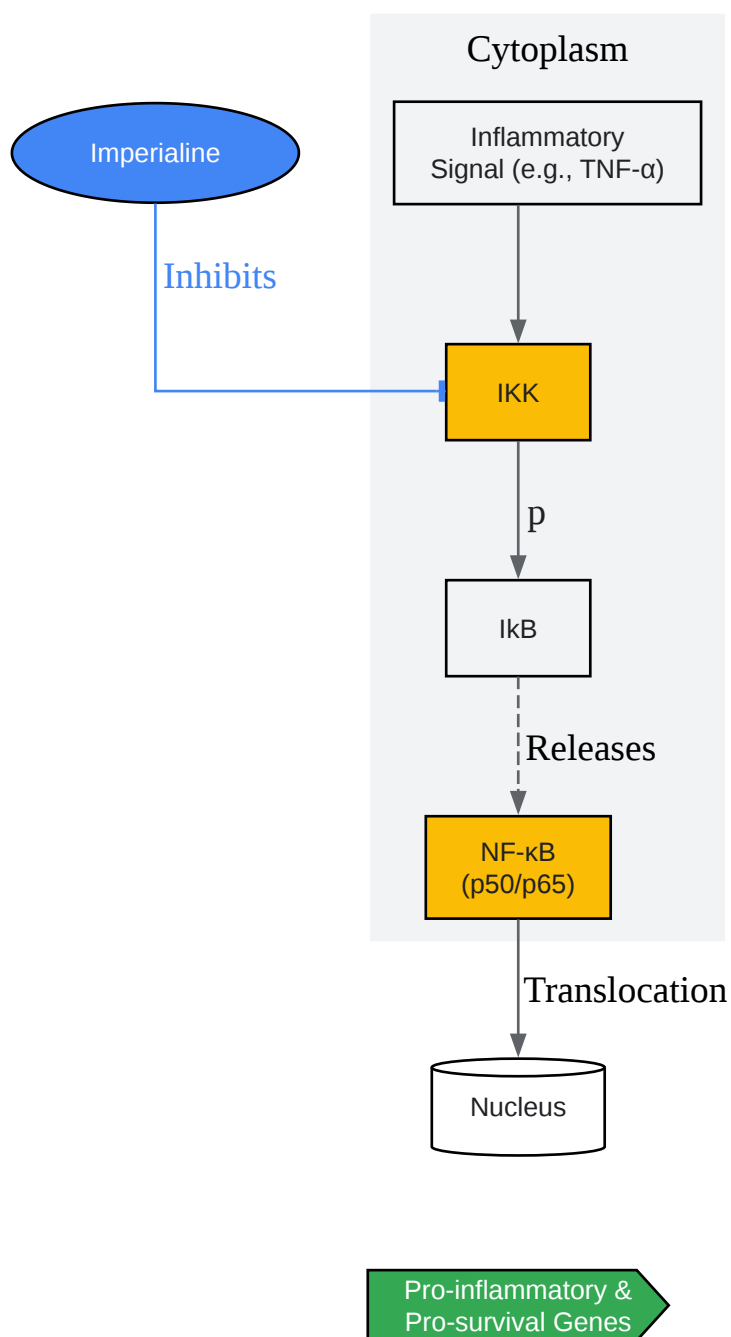 Cytoplasm
Imperialine
Inflammatory
Signal (e.g., TNF-α)
Inhibits
IKK
p
IkB
Releases
NF-κB
(p50/p65)
Translocation
Nucleus
Pro-inflammatory &
Pro-survival Genes